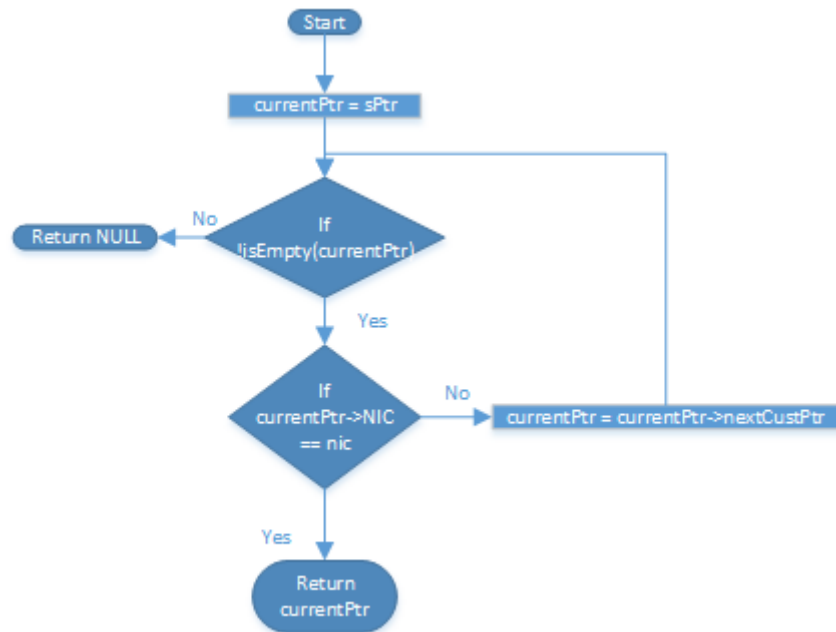 Start
currentPtr = sPtr
No
Return NULL
If
!isEmpty(currentPtr)
Yes
If
currentPtr->NIC
== nic
No
currentPtr = currentPtr->nextCustPtr
Yes
Return
currentPtr